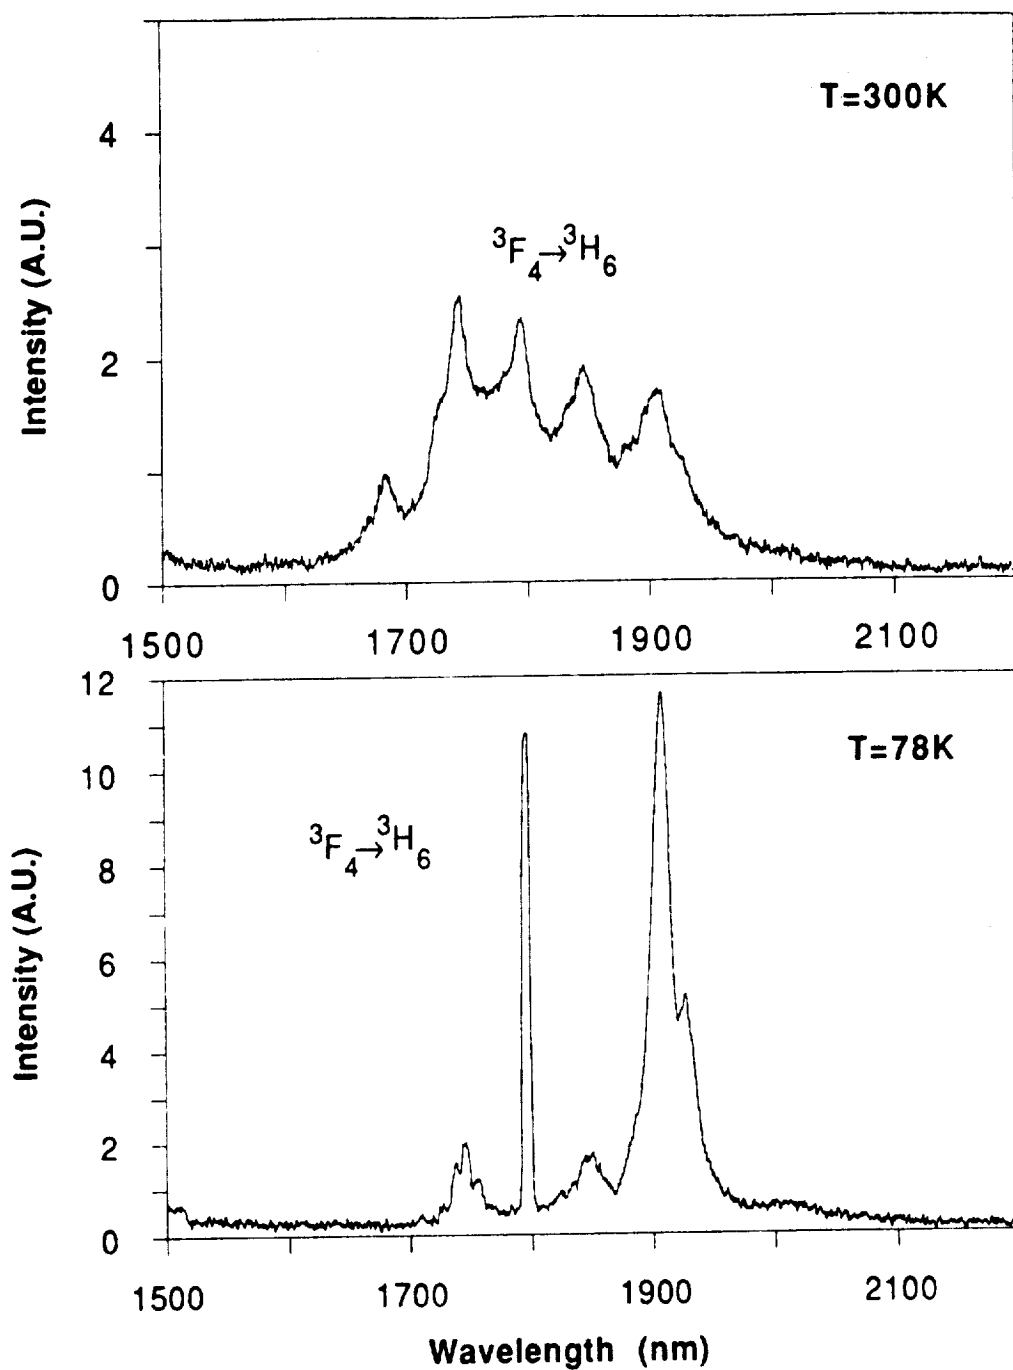 T=300K
4
³F₄→³H₆
Intensity (A.U.)
2
0
1500 1700 1900 2100
12
T=78K
10
³F₄→³H₆
8
Intensity (A.U.)
6
4
2
0
1500 1700 1900 2100
Wavelength (nm)